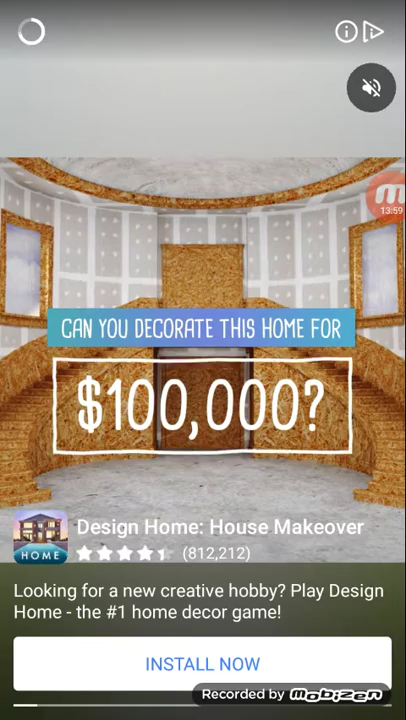 13:59
CAN YOU DECORATE THIS HOME FOR
$100,000?
HOME
Design Home: House Makeover
(812,212)
Looking for a new creative hobby? Play Design
Home - the #1 home decor game!
INSTALL NOW
Recorded by mobizen